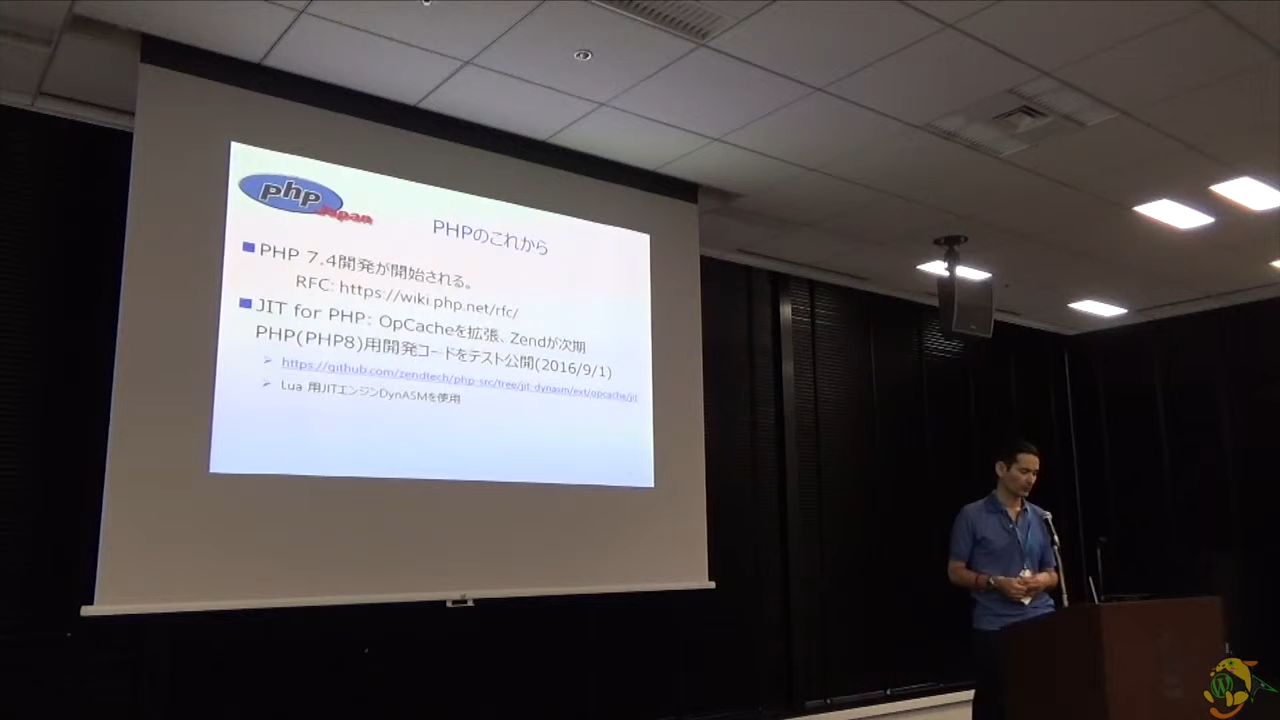 php
Japan
PHPのこれから
PHP 7.4開発が開始される。
RFC: https://wiki.php.net/rfc/
JIT for PHP: OpCacheを拡張、Zendが次期
PHP(PHP8)用開発コードをテスト公開(2016/9/1)
https://github.com/zendtech/php-src/tree/jit-dynasm/ext/opcache/jit
Lua 用JITエンジンDynASMを使用